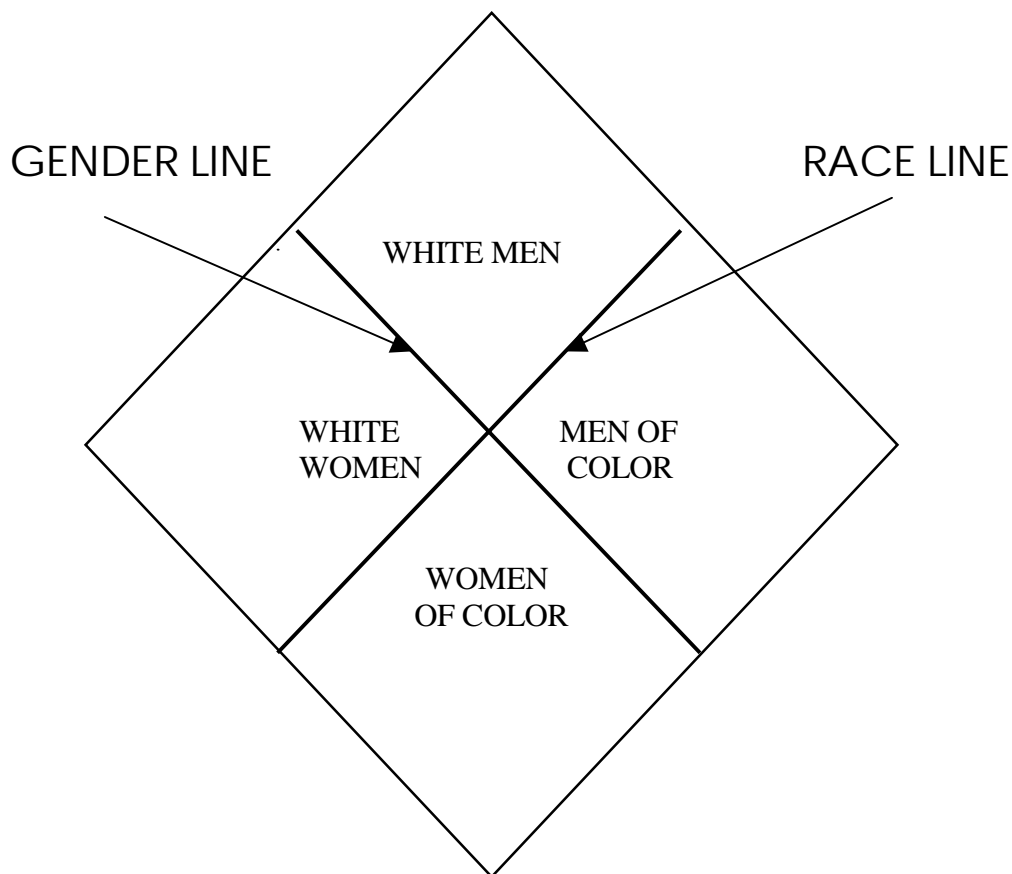 GENDER LINE
RACE LINE
WHITE MEN
WHITE
WOMEN
MEN OF
COLOR
WOMEN
OF COLOR